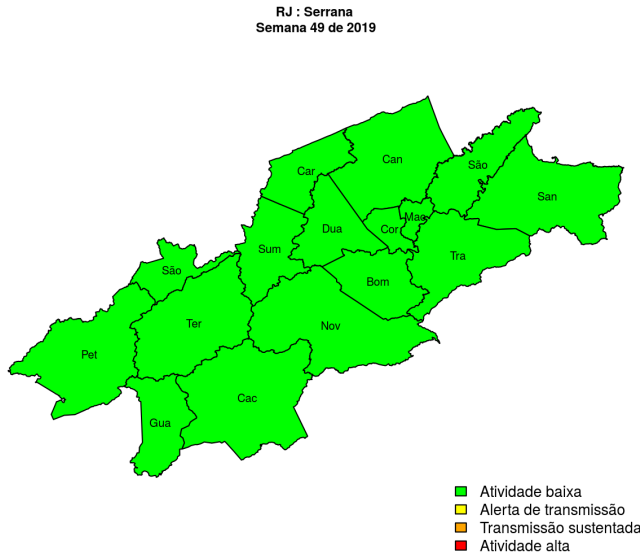 RJ : Serrana
Semana 49 de 2019
Can
São
Car
San
Mac
Dua
Cor
Sum
Tra
São
Bom
Ter
Nov
Pet
Cac
Gua
Atividade baixa
Alerta de transmissão
Transmissão sustentada
Atividade alta